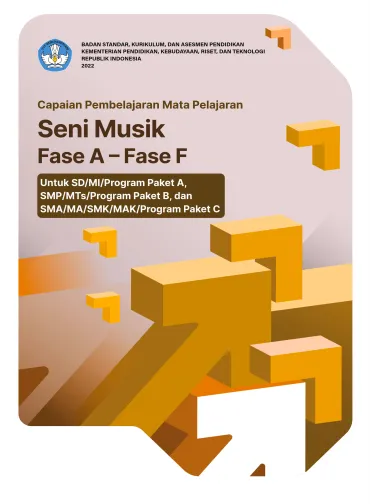 BADAN STANDAR, KURIKULUM, DAN ASESMEN PENDIDIKAN
KEMENTERIAN PENDIDIKAN, KEBUDAYAAN, RISET, DAN TEKNOLOGI
REPUBLIK INDONESIA
2022
Capaian Pembelajaran Mata Pelajaran
Seni Musik
Fase A – Fase F
Untuk SD/MI/Program Paket A,
SMP/MTs/Program Paket B, dan
SMA/MA/SMK/MAK/Program Paket C